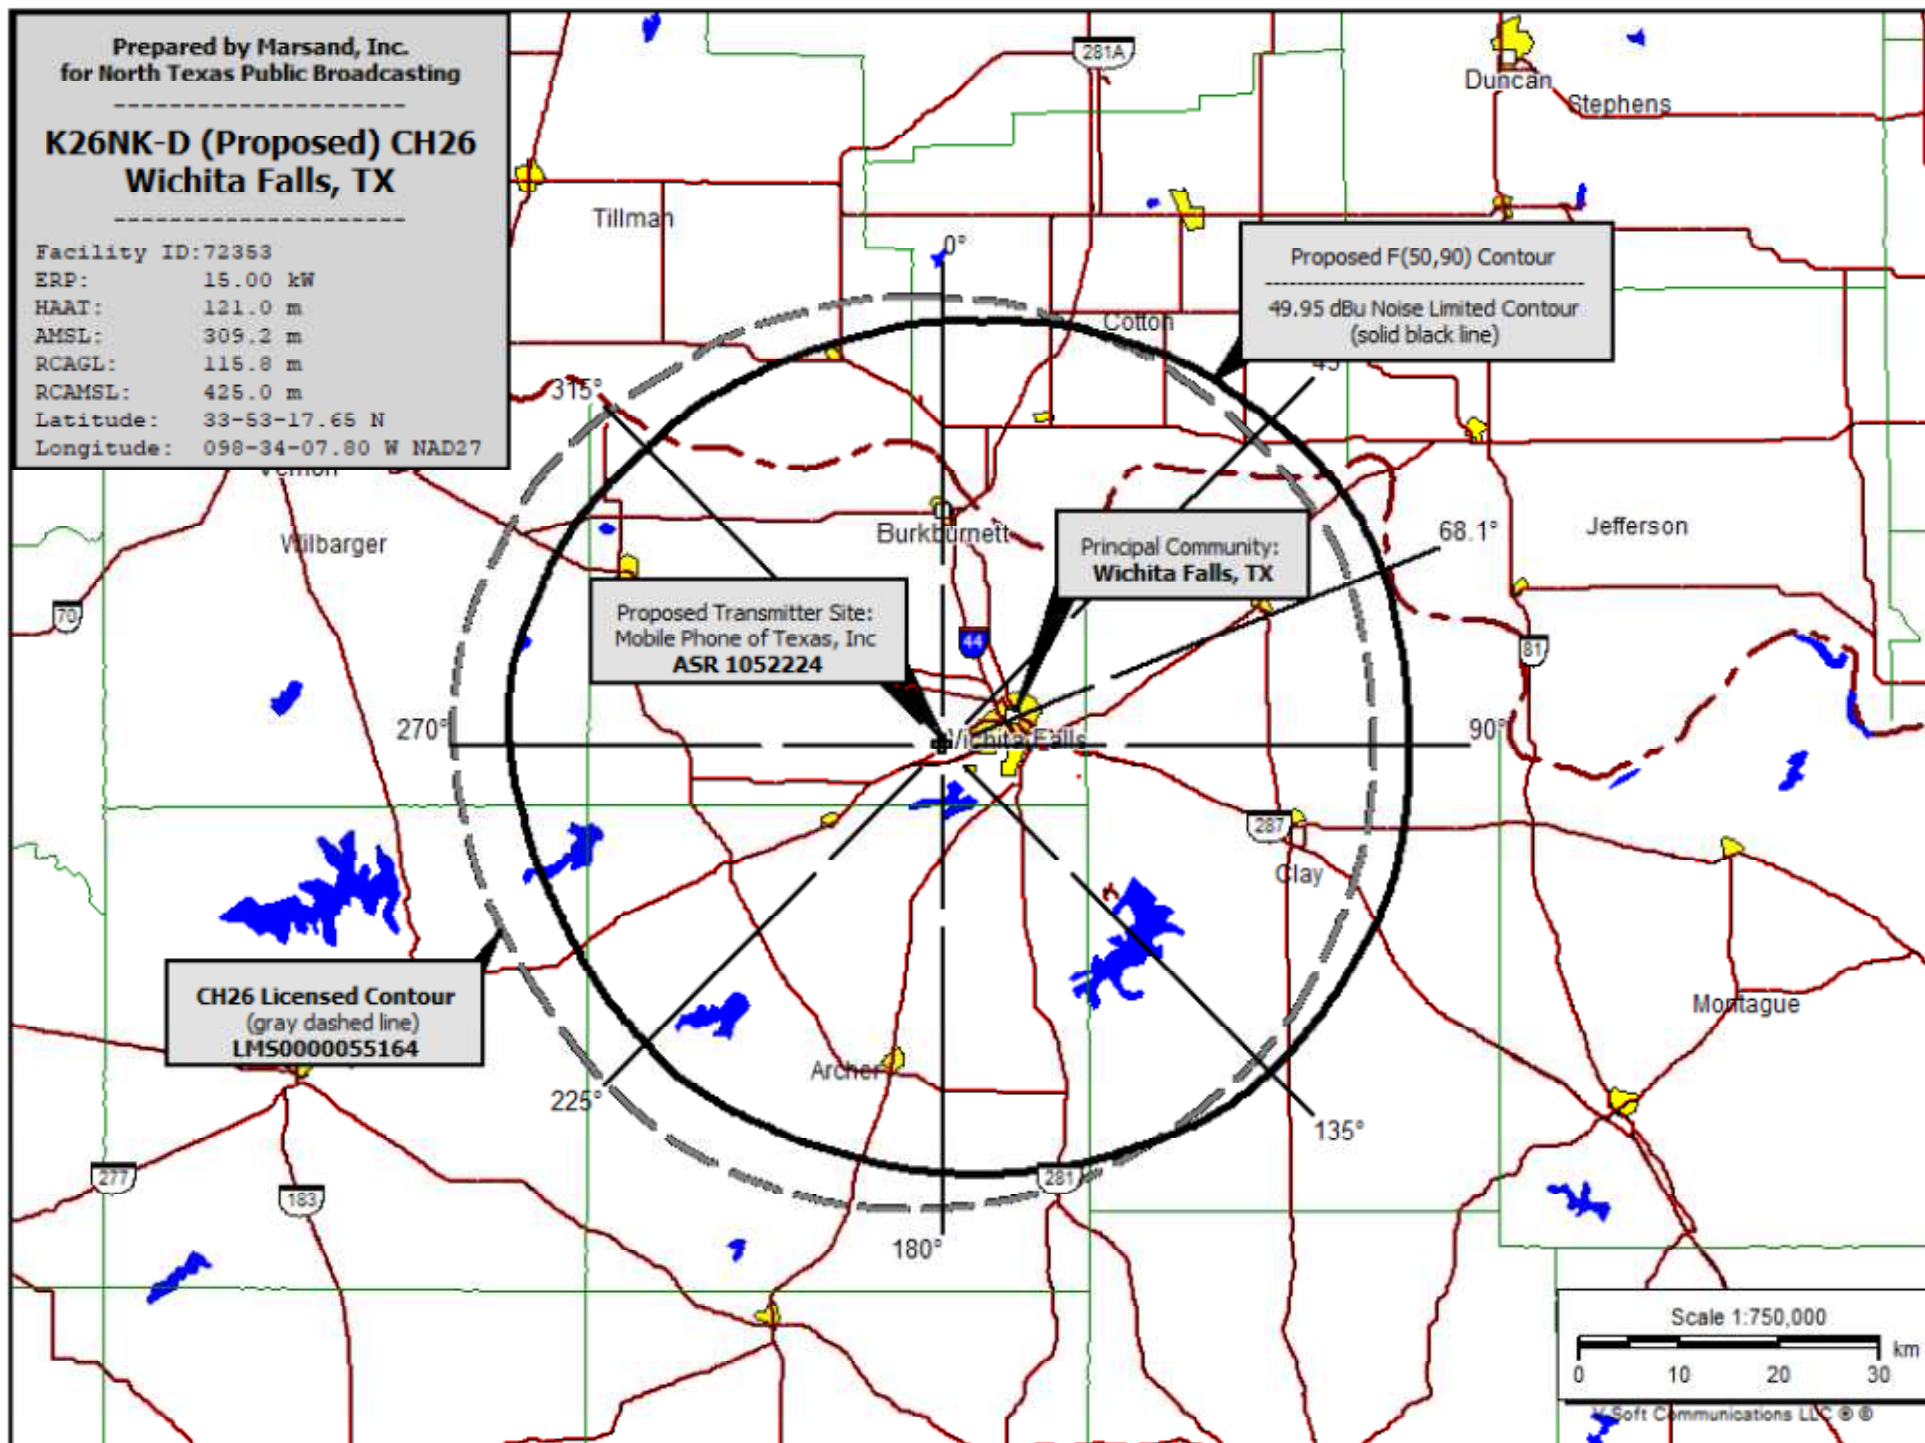 Prepared by Marsand, Inc.
for North Texas Public Broadcasting
---------------------
K26NK-D (Proposed) CH26
Wichita Falls, TX
---------------------
Facility ID:72353
ERP: 15.00 kW
HAAT: 121.0 m
AMSL: 309.2 m
RCAGL: 115.8 m
RCAMSL: 425.0 m
Latitude: 33-53-17.65 N
Longitude: 098-34-07.80 W NAD27
281A
Duncan
Stephens
Tillman
0°
Proposed F(50,90) Contour
49.95 dBu Noise Limited Contour
(solid black line)
Cotton
315°
Vernon
Wilbarger
Burkburnett
Principal Community:
Wichita Falls, TX
68.1°
Jefferson
70
Proposed Transmitter Site:
Mobile Phone of Texas, Inc
ASR 1052224
44
81
270°
Wichita Falls
90°
287
Clay
CH26 Licensed Contour
(gray dashed line)
LMS0000055164
Montague
Archer
225°
135°
277
183
281
180°
Scale 1:750,000
km
0 10 20 30
V-Soft Communications LLC ® ©